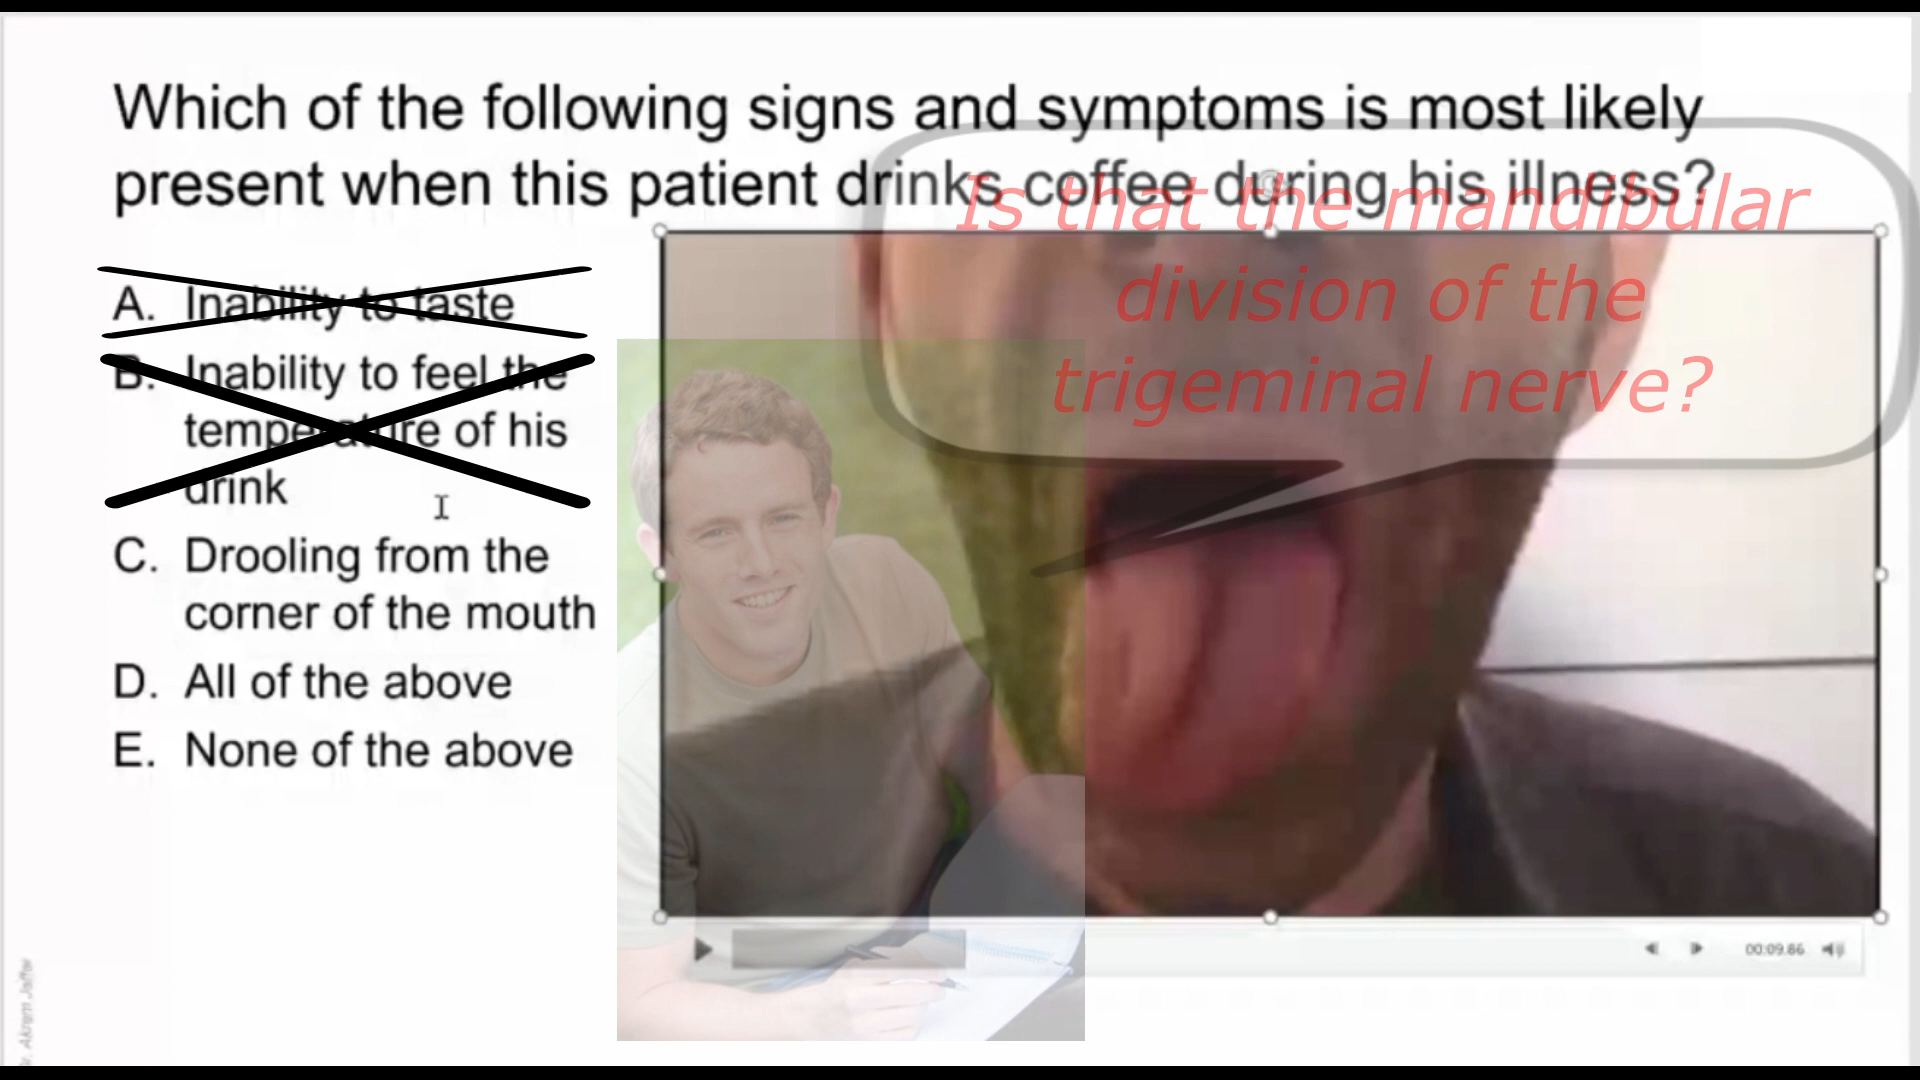 Which of the following signs and symptoms is most likely
present when this patient drinks coffee during his illness?
Is that the mandibular
division of the
trigeminal nerve?
A. Inability to taste
B. Inability to feel the
temperature of his
drink
C. Drooling from the
corner of the mouth
D. All of the above
E. None of the above
00:09.86
Dr. Akram Jaffar